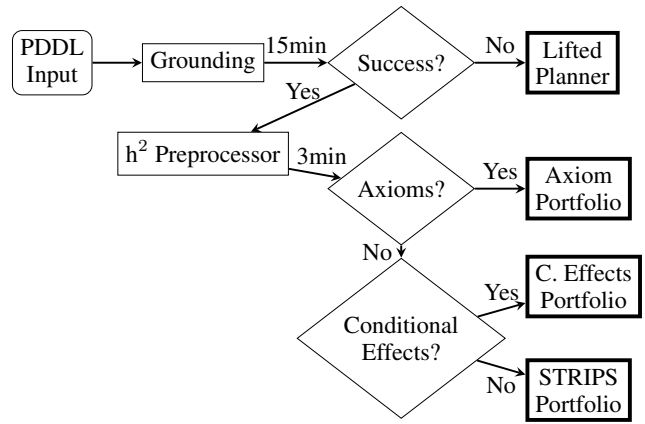 PDDL
Input
Grounding
15min
Success?
No
Lifted
Planner
Yes
h² Preprocessor
3min
Axioms?
Yes
Axiom
Portfolio
No
Conditional
Effects?
Yes
C. Effects
Portfolio
No
STRIPS
Portfolio